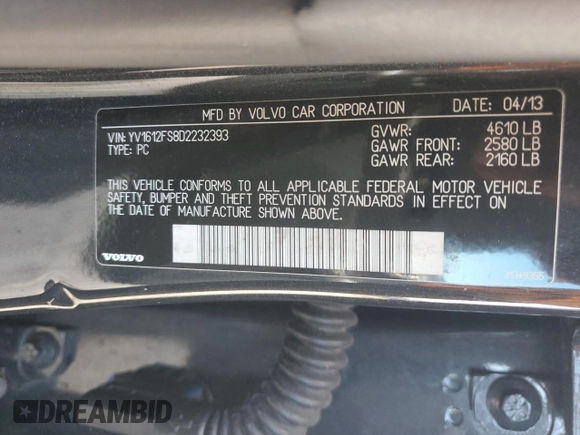 MFD BY VOLVO CAR CORPORATION DATE: 04/13
VIN: YV1612FS8D2232393 GVWR: 4610 LB
TYPE: PC GAWR FRONT: 2580 LB
GAWR REAR: 2160 LB
THIS VEHICLE CONFORMS TO ALL APPLICABLE FEDERAL MOTOR VEHICLE
SAFETY, BUMPER AND THEFT PREVENTION STANDARDS IN EFFECT ON
THE DATE OF MANUFACTURE SHOWN ABOVE.
VOLVO
DREAMBID